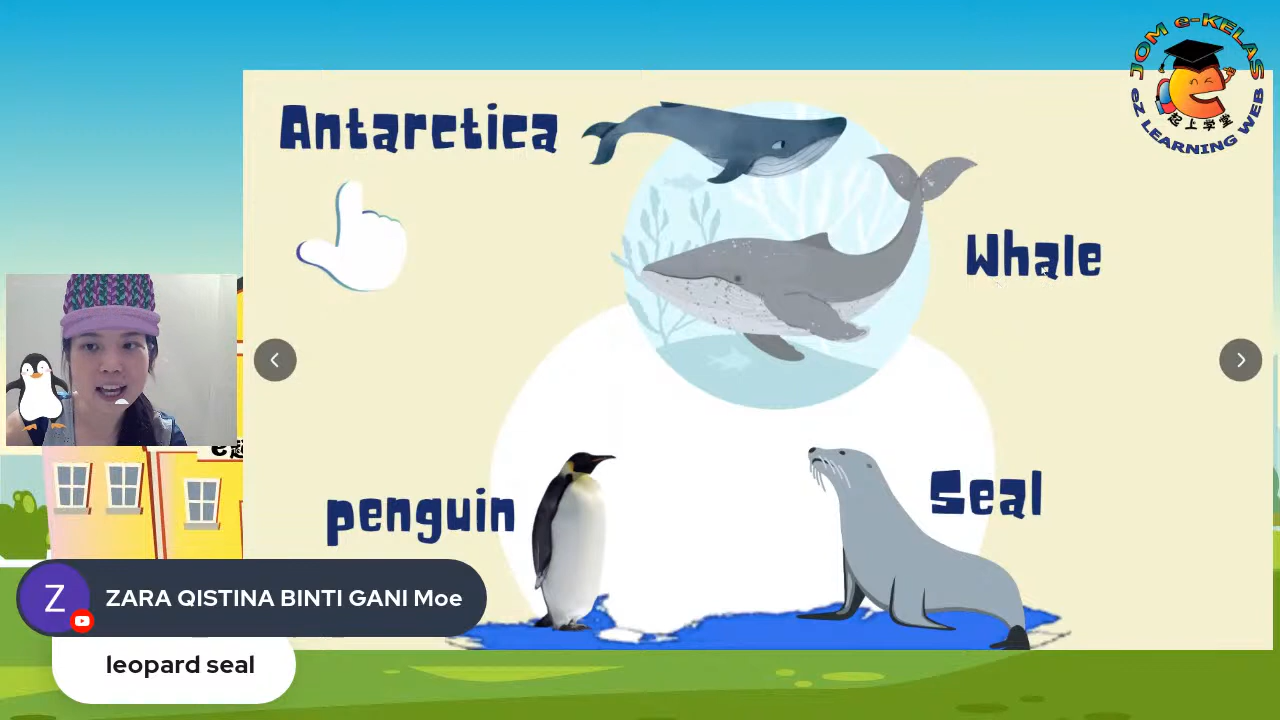 JOM e-KELAS
起上学堂
eZ LEARNING WEB
Antarctica
Whale
penguin
Seal
Z
ZARA QISTINA BINTI GANI Moe
leopard seal